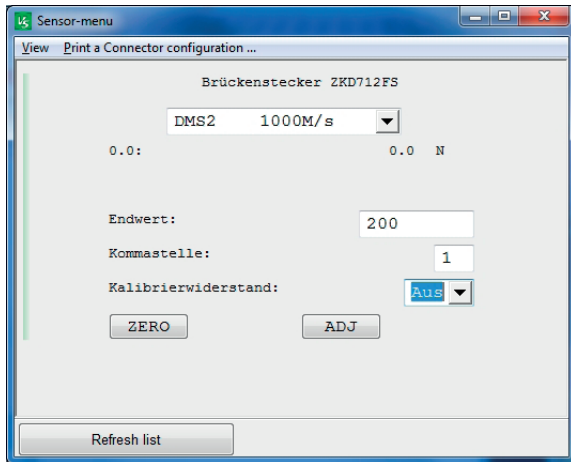 Sensor-menu
View Print a Connector configuration ...
Brückenstecker ZKD712FS
DMS2 1000M/s
0.0: 0.0 N
Endwert: 200
Kommastelle: 1
Kalibrierwiderstand: Aus
ZERO ADJ
Refresh list